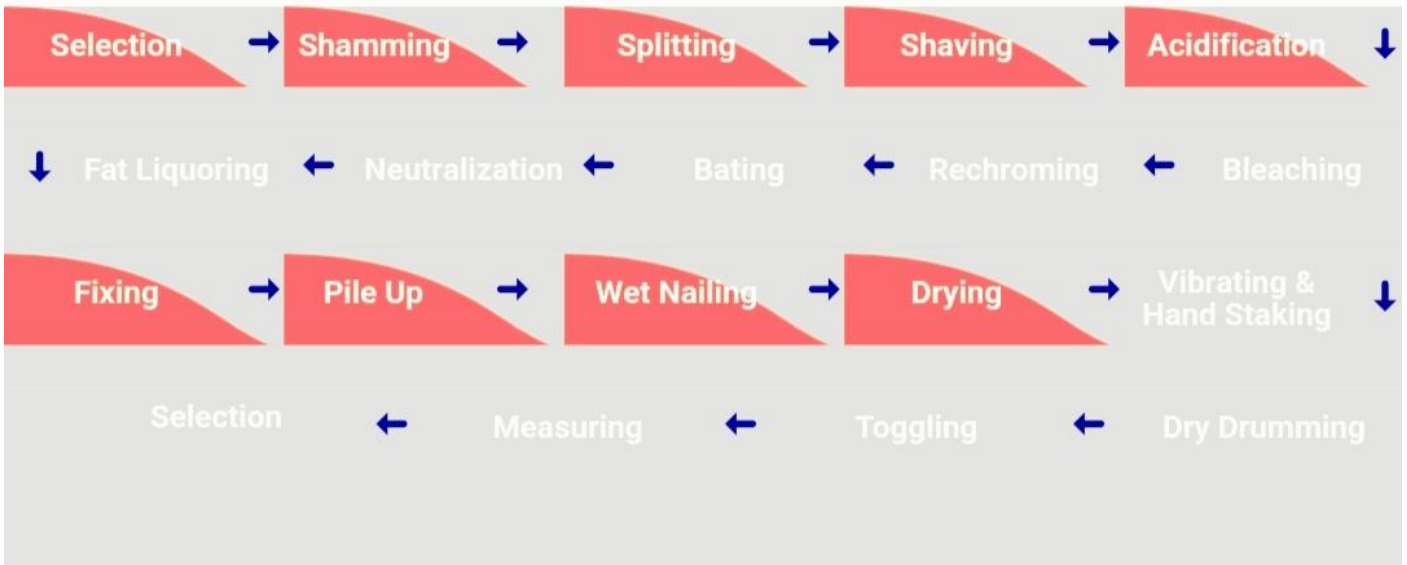 Selection
Shamming
Splitting
Shaving
Acidification
Fat Liquoring
Neutralization
Bating
Rechroming
Bleaching
Fixing
Pile Up
Wet Nailing
Drying
Vibrating &
Hand Staking
Selection
Measuring
Toggling
Dry Drumming